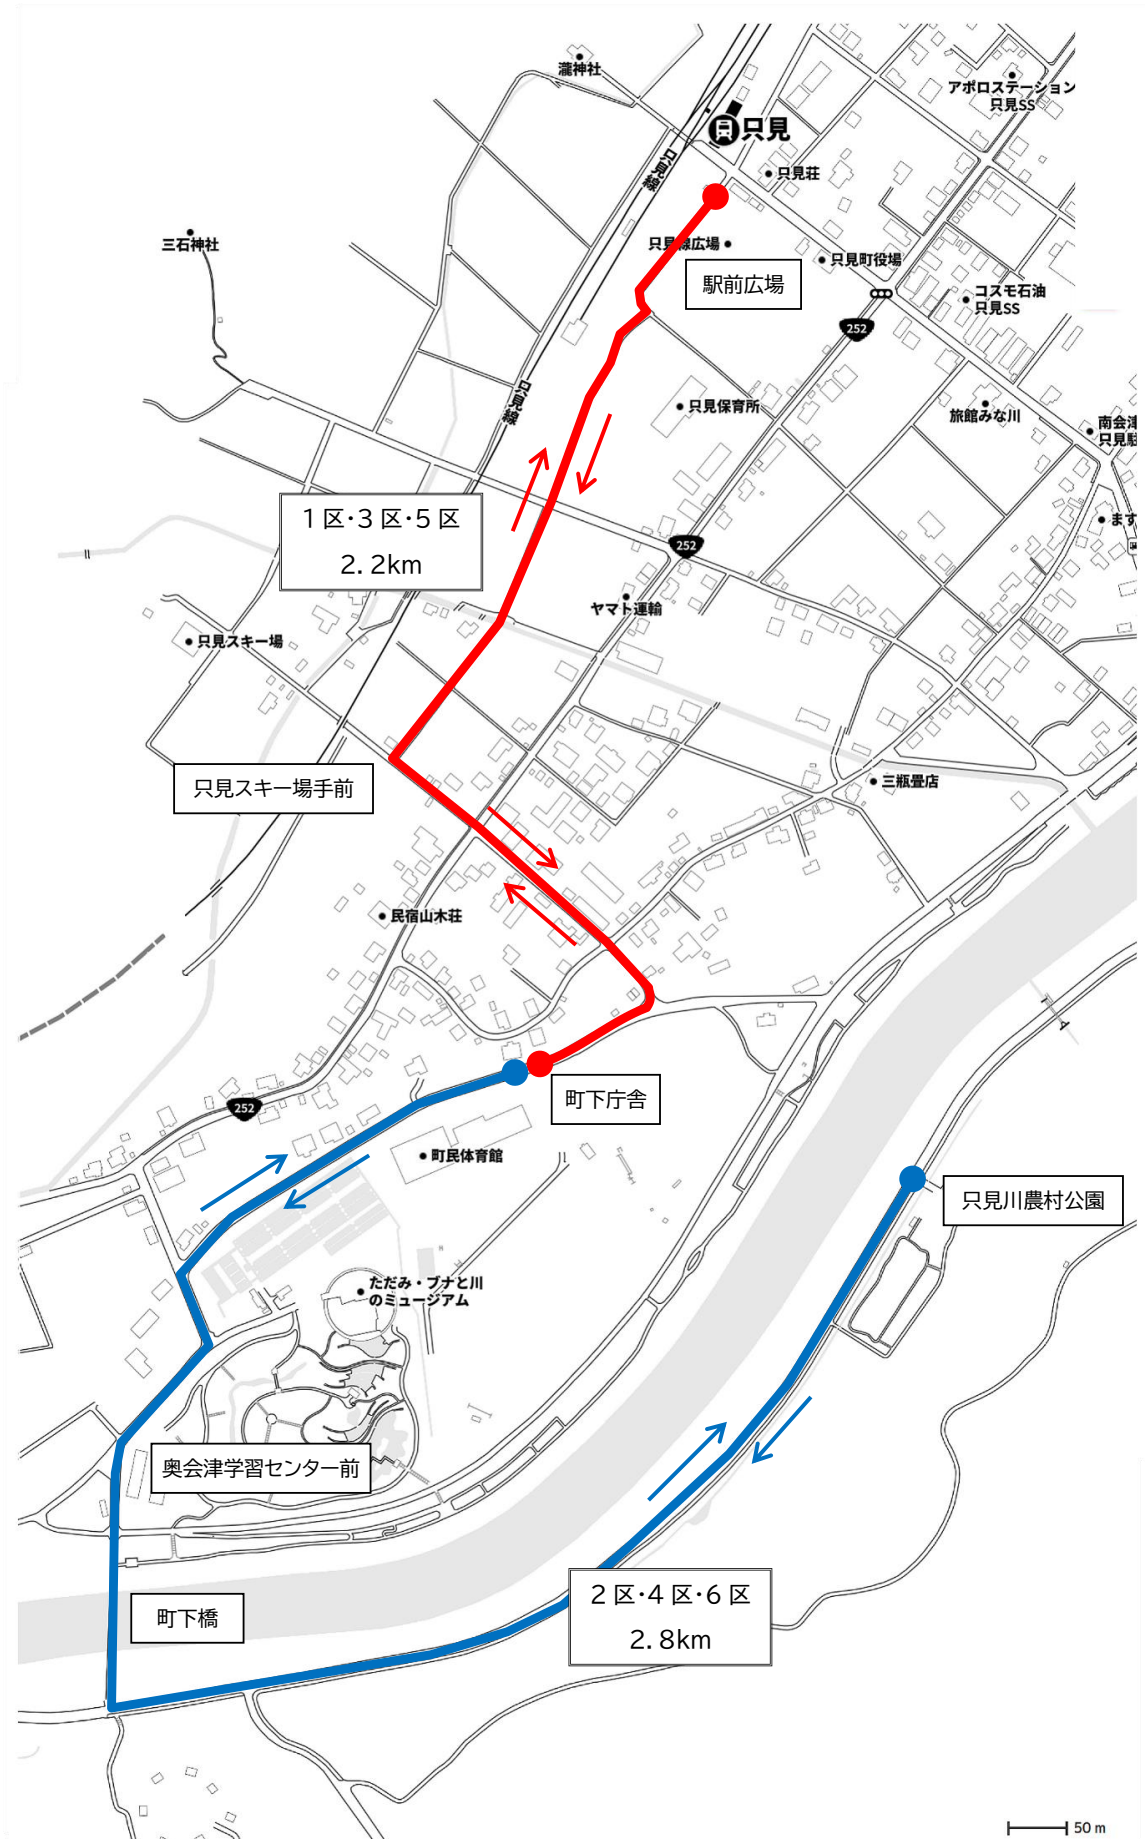 瀧神社
アポロステーション
只見SS
只見
只見線
只見荘
三石神社
只見線広場
只見町役場
駅前広場
コスモ石油
只見SS
252
只見線
只見保育所
旅館みな川
南会津
只見駐
1区・3区・5区
2.2km
ます
252
ヤマト運輸
只見スキー場
只見スキー場手前
三瓶畳店
民宿山木荘
町下庁舎
252
町民体育館
只見川農村公園
ただみ・ブナと川
のミュージアム
奥会津学習センター前
2区・4区・6区
2.8km
町下橋
50 m